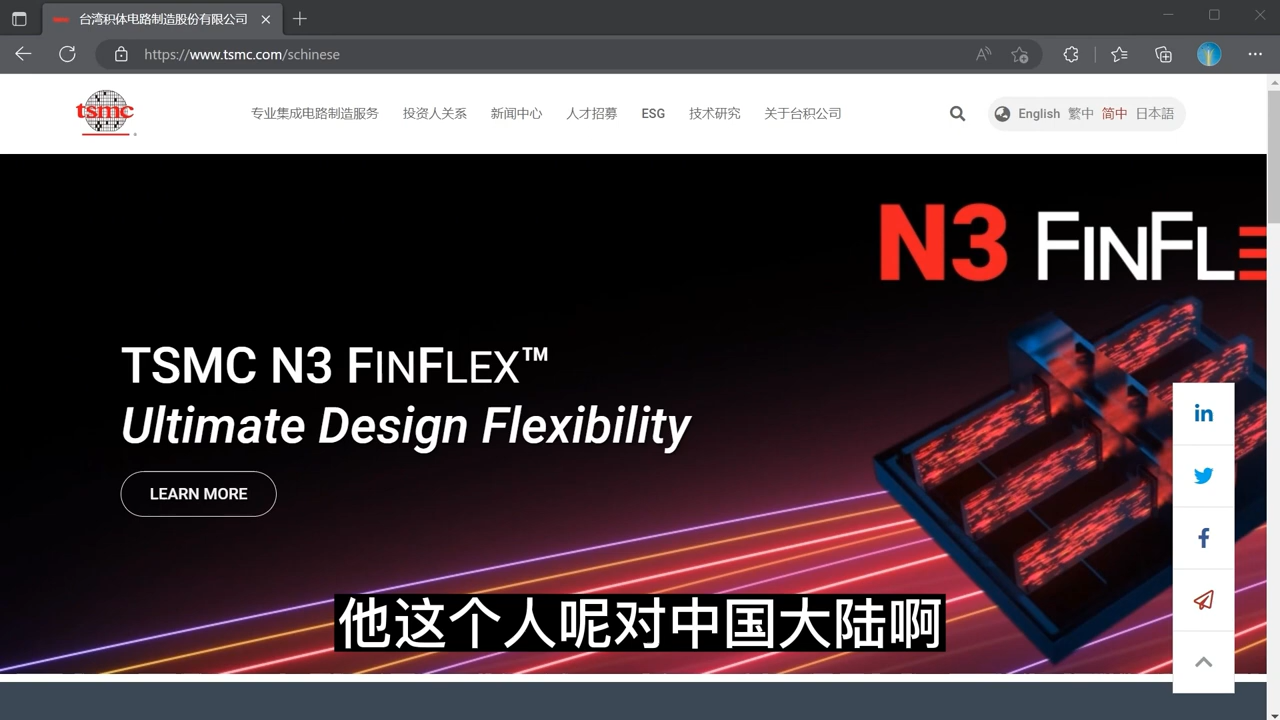 台湾积体电路制造股份有限公司
https://www.tsmc.com/schinese
tsmc
专业集成电路制造服务 投资人关系 新闻中心 人才招募 ESG 技术研究 关于台积公司
English 繁中 简中 日本語
N3 FINFLE
TSMC N3 FINFLEX™
Ultimate Design Flexibility
LEARN MORE
他这个人呢对中国大陆啊